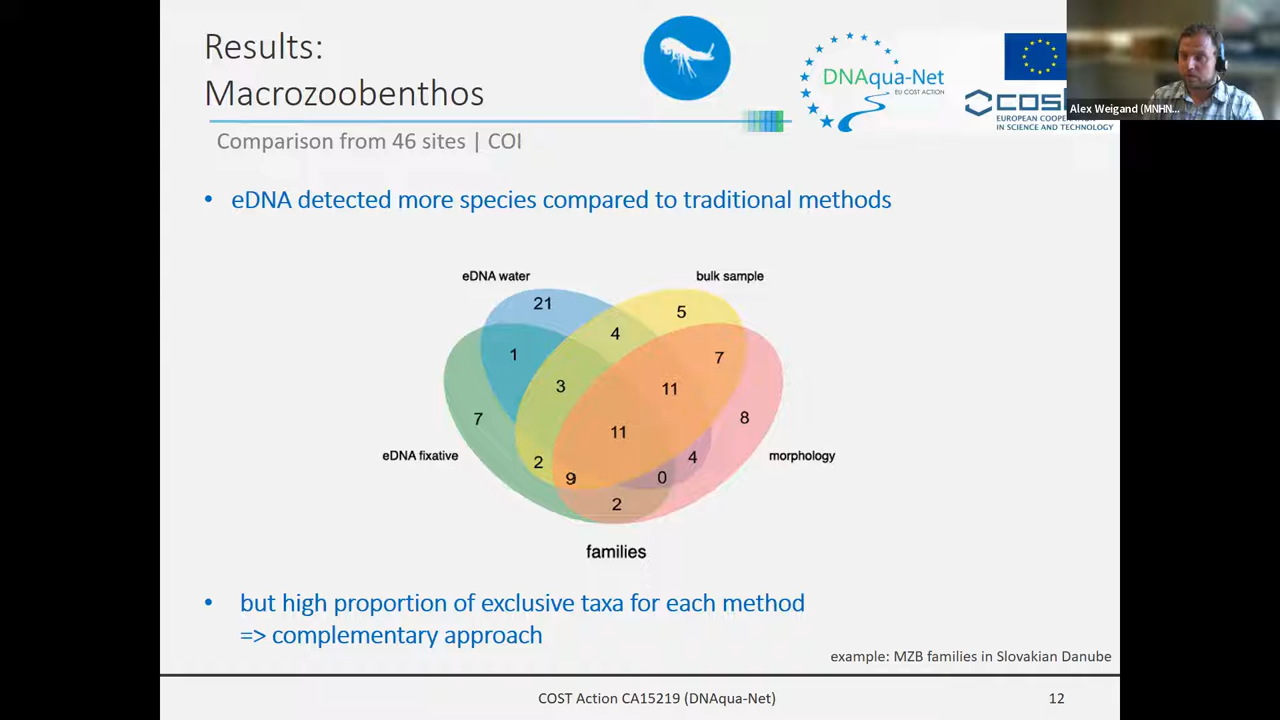 Results:
Macrozoobenthos
DNAqua-Net
EU COST ACTION
EUROPEAN
IN SCIENCE AND TECHNOLOGY
Alex Weigand (MNHN...
Comparison from 46 sites | COI
• eDNA detected more species compared to traditional methods
eDNA water
bulk sample
21
5
4
1
7
3
11
7
8
11
eDNA fixative
4
morphology
2
9
0
2
families
• but high proportion of exclusive taxa for each method
=> complementary approach
example: MZB families in Slovakian Danube
COST Action CA15219 (DNAqua-Net)
12